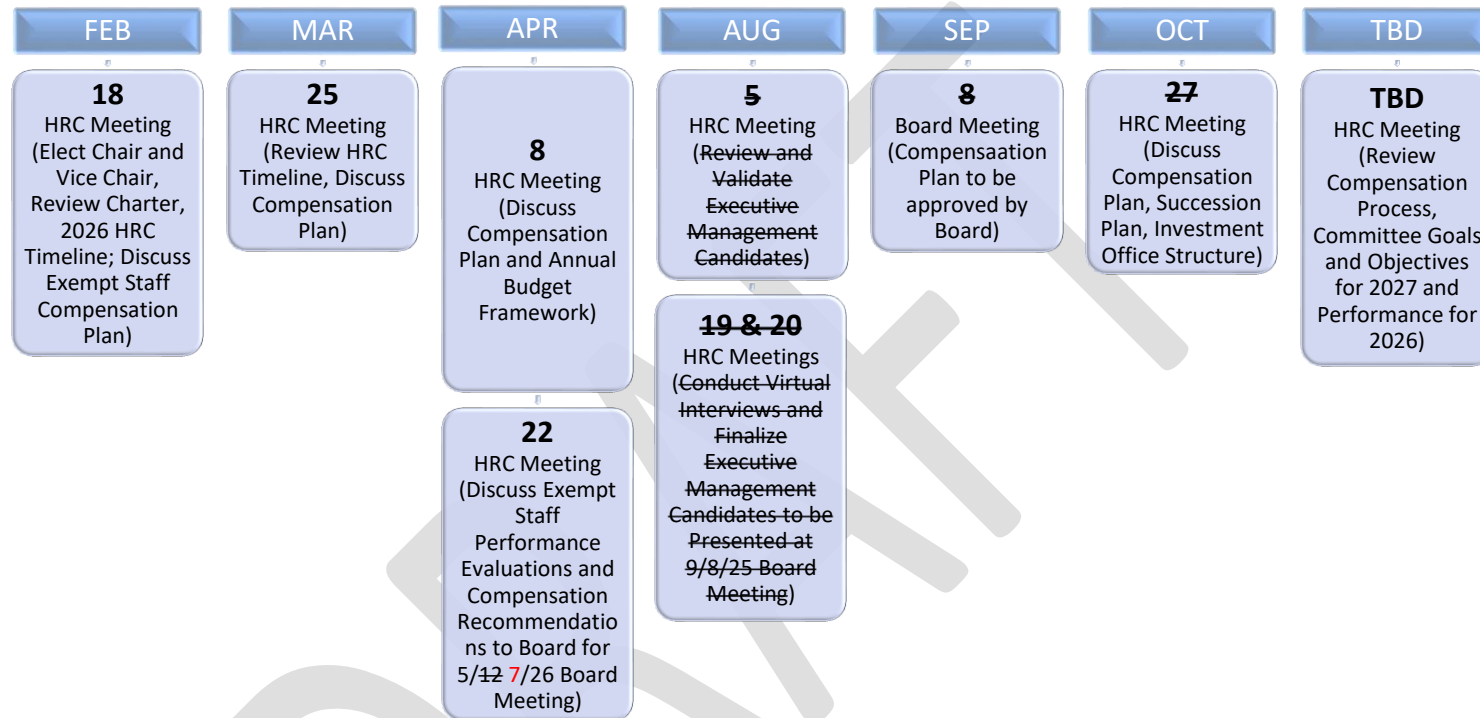 FEB
18
HRC Meeting
(Elect Chair and
Vice Chair,
Review Charter,
2026 HRC
Timeline; Discuss
Exempt Staff
Compensation
Plan)
MAR
25
HRC Meeting
(Review HRC
Timeline, Discuss
Compensation
Plan)
APR
8
HRC Meeting
(Discuss
Compensation
Plan and Annual
Budget
Framework)
22
HRC Meeting
(Discuss Exempt
Staff
Performance
Evaluations and
Compensation
Recommendatio
ns to Board for
5/12 7/26 Board
Meeting)
AUG
5
HRC Meeting
(Review and
Validate
Executive
Management
Candidates)
19 & 20
HRC Meetings
(Conduct Virtual
Interviews and
Finalize
Executive
Management
Candidates to be
Presented at
9/8/25 Board
Meeting)
SEP
8
Board Meeting
(Compensaation
Plan to be
approved by
Board)
OCT
27
HRC Meeting
(Discuss
Compensation
Plan, Succession
Plan, Investment
Office Structure)
TBD
TBD
HRC Meeting
(Review
Compensation
Process,
Committee Goals
and Objectives
for 2027 and
Performance for
2026)
DRAFT